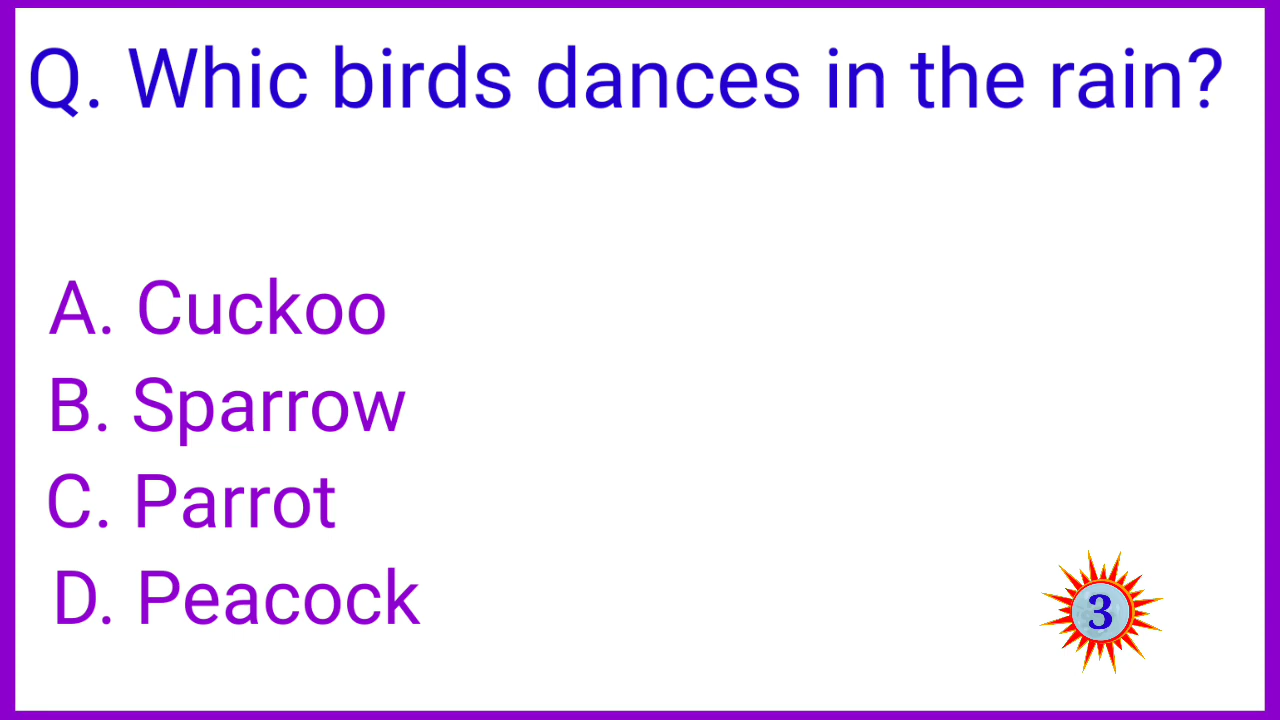 Q. Whic birds dances in the rain?
A. Cuckoo
B. Sparrow
C. Parrot
D. Peacock
3